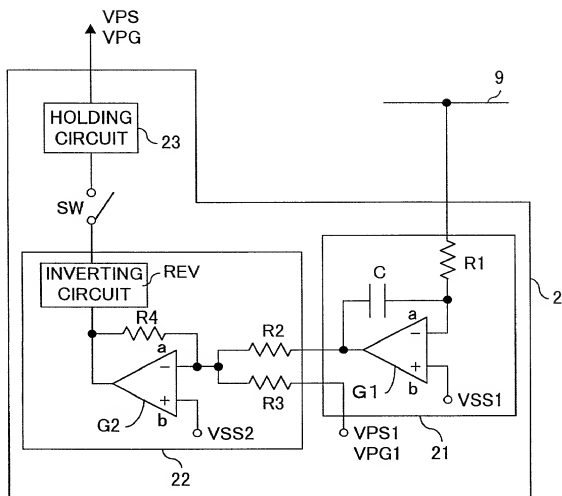 VPS
VPG
9
HOLDING
CIRCUIT
23
SW
R1
INVERTING
CIRCUIT
REV
C
2
R4
a
R2
a
−
−
R3
+
G1
b
+
VSS1
G2
b
VSS2
VPS1
VPG1
21
22